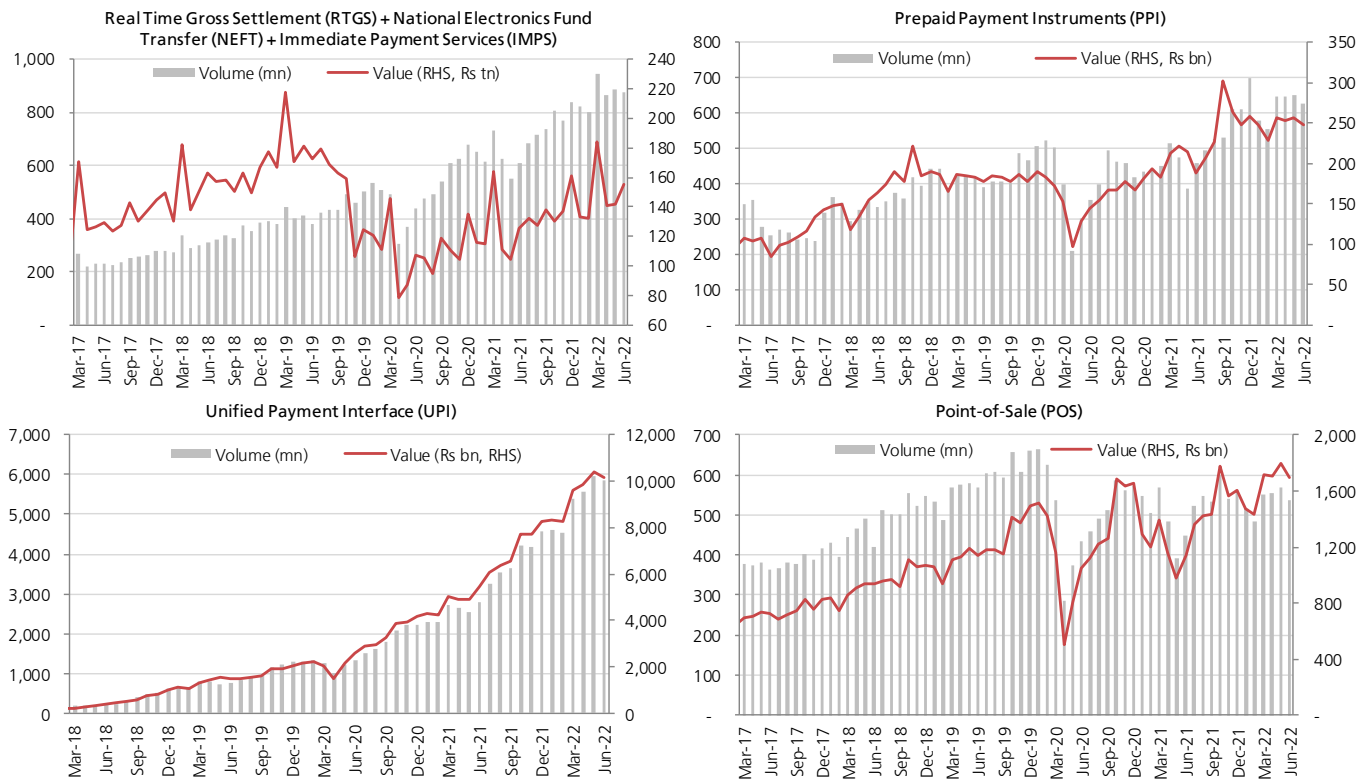 Real Time Gross Settlement (RTGS) + National Electronics Fund
Transfer (NEFT) + Immediate Payment Services (IMPS)
Volume (mn)
Value (RHS, Rs tn)
1,000
800
600
400
200
-
240
220
200
180
160
140
120
100
80
60
Mar-17
Jun-17
Sep-17
Dec-17
Mar-18
Jun-18
Sep-18
Dec-18
Mar-19
Jun-19
Sep-19
Dec-19
Mar-20
Jun-20
Sep-20
Dec-20
Mar-21
Jun-21
Sep-21
Dec-21
Mar-22
Jun-22
Prepaid Payment Instruments (PPI)
Volume (mn)
Value (RHS, Rs bn)
800
700
600
500
400
300
200
100
-
350
300
250
200
150
100
50
-
Mar-17
Jun-17
Sep-17
Dec-17
Mar-18
Jun-18
Sep-18
Dec-18
Mar-19
Jun-19
Sep-19
Dec-19
Mar-20
Jun-20
Sep-20
Dec-20
Mar-21
Jun-21
Sep-21
Dec-21
Mar-22
Jun-22
Unified Payment Interface (UPI)
Volume (mn)
Value (Rs bn, RHS)
7,000
6,000
5,000
4,000
3,000
2,000
1,000
0
12,000
10,000
8,000
6,000
4,000
2,000
0
Mar-18
Jun-18
Sep-18
Dec-18
Mar-19
Jun-19
Sep-19
Dec-19
Mar-20
Jun-20
Sep-20
Dec-20
Mar-21
Jun-21
Sep-21
Dec-21
Mar-22
Jun-22
Point-of-Sale (POS)
Volume (mn)
Value (RHS, Rs bn)
700
600
500
400
300
200
100
-
2,000
1,600
1,200
800
400
-
Mar-17
Jun-17
Sep-17
Dec-17
Mar-18
Jun-18
Sep-18
Dec-18
Mar-19
Jun-19
Sep-19
Dec-19
Mar-20
Jun-20
Sep-20
Dec-20
Mar-21
Jun-21
Sep-21
Dec-21
Mar-22
Jun-22